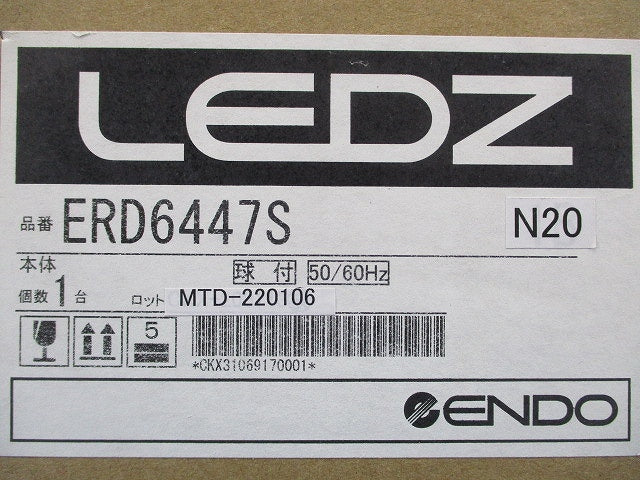 LEDZ
品番 ERD6447S N20
本体 球付 50/60Hz
個数 1 台 ロット MTD-220106
5
*CKX31069170001*
ENDO